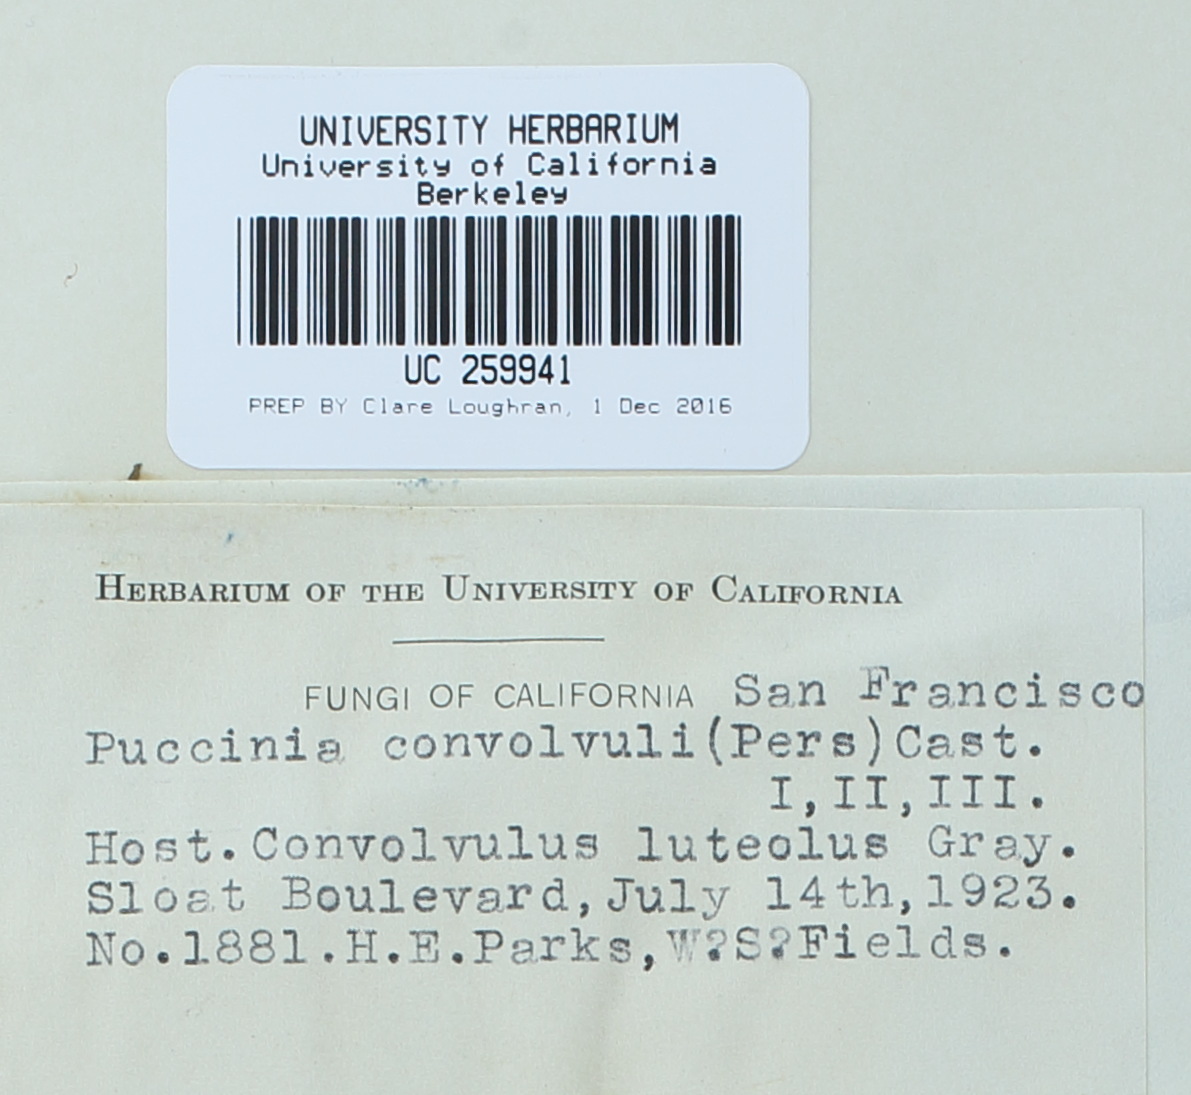 UNIVERSITY HERBARIUM
University of California
Berkeley
UC 259941
PREP BY Clare Loughran, 1 Dec 2016
HERBARIUM OF THE UNIVERSITY OF CALIFORNIA
FUNGI OF CALIFORNIA San Francisco
Puccinia convolvuli(Pers)Cast.
I,II,III.
Host.Convolvulus luteolus Gray.
Sloat Boulevard,July 14th,1923.
No.1881.H.E.Parks,W?S?Fields.